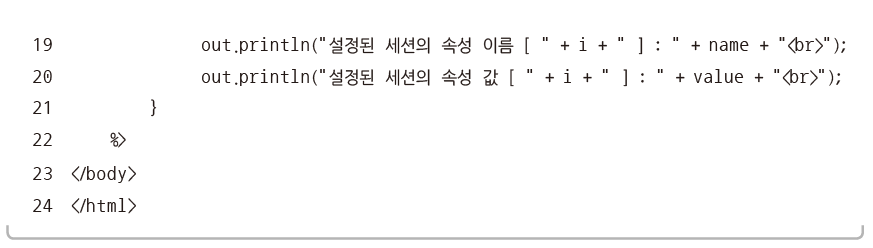 19 out.println("설정된 세션의 속성 이름 [ " + i + " ] : " + name + "<br>");
20 out.println("설정된 세션의 속성 값 [ " + i + " ] : " + value + "<br>");
21 }
22 %>
23 </body>
24 </html>